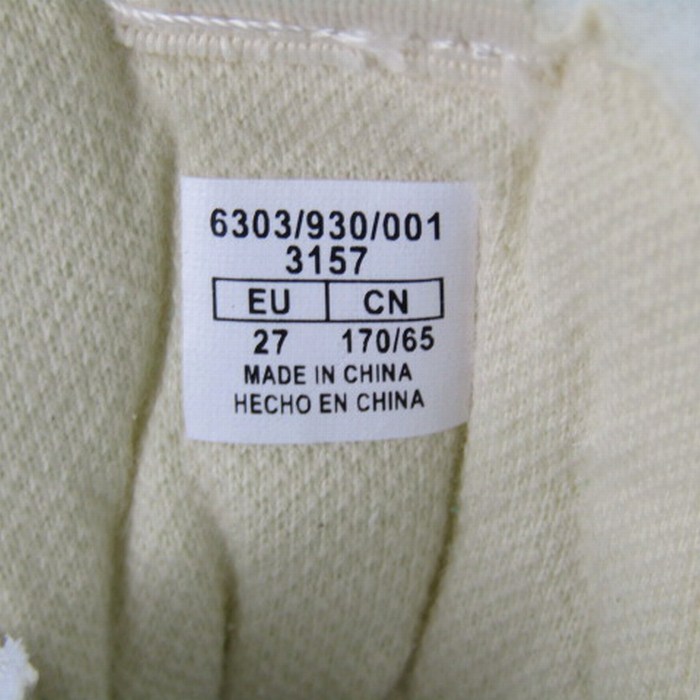 6303/930/001
3157
EU CN
27 170/65
MADE IN CHINA
HECHO EN CHINA